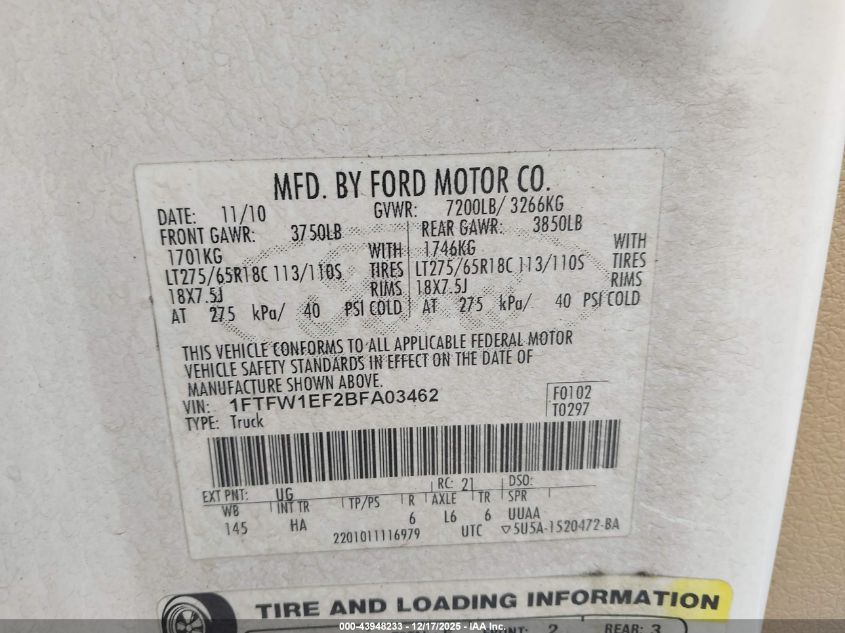 MFD. BY FORD MOTOR CO.
DATE: 11/10 GVWR: 7200LB/ 3266KG
FRONT GAWR: 3750LB REAR GAWR: 3850LB
1701KG WITH 1746KG WITH
LT275/65R18C 113/110S TIRES LT275/65R18C 113/110S TIRES
18X7.5J RIMS 18X7.5J RIMS
AT 275 kPa/ 40 PSI COLD AT 275 kPa/ 40 PSI COLD
THIS VEHICLE CONFORMS TO ALL APPLICABLE FEDERAL MOTOR
VEHICLE SAFETY STANDARDS IN EFFECT ON THE DATE OF
MANUFACTURE SHOWN ABOVE.
VIN: 1FTFW1EF2BFA03462 F0102
TYPE: Truck T0297
EXT PNT: UG RC: 21 DSO:
WB INT TR TP/PS R AXLE TR SPR
145 HA 6 L6 6 UUAA
2201011116979 UTC ▽5U5A-1520472-BA
TIRE AND LOADING INFORMATION
2 REAR: 3
000-43948233 - 12/17/2025 - IAA Inc.